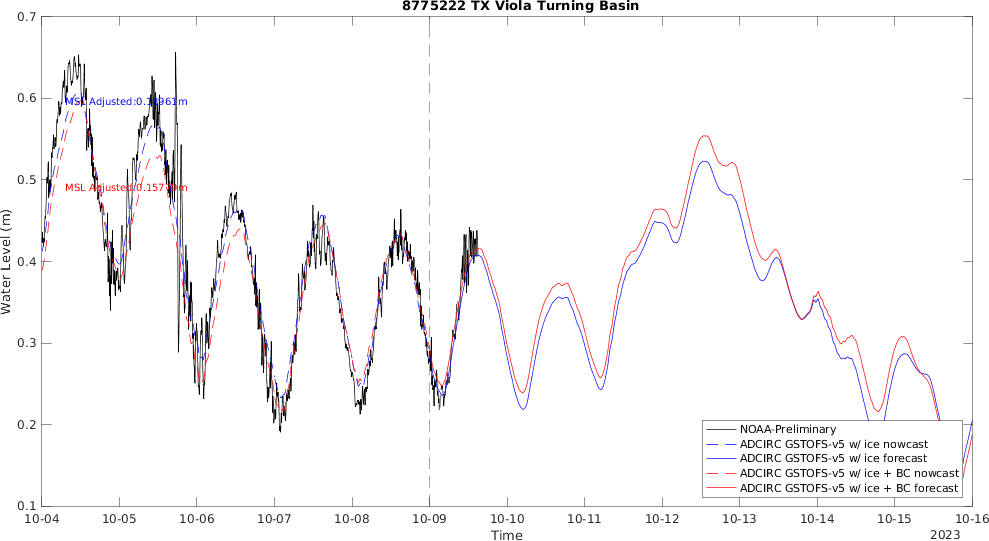 8775222 TX Viola Turning Basin
0.7
0.6
0.5
0.4
0.3
0.2
0.1
Water Level (m)
MSL Adjusted:
MSL Adjusted:
NOAA-Preliminary
ADCIRC GSTOFS-v5 w/ ice nowcast
ADCIRC GSTOFS-v5 w/ ice forecast
ADCIRC GSTOFS-v5 w/ ice + BC nowcast
ADCIRC GSTOFS-v5 w/ ice + BC forecast
10-04 10-05 10-06 10-07 10-08 10-09 10-10 10-11 10-12 10-13 10-14 10-15 10-16
Time
2023